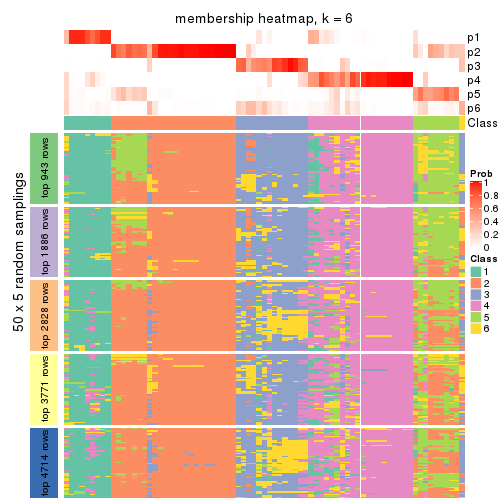 membership heatmap, k = 6
p1
p2
p3
p4
p5
p6
Class
50 x 5 random samplings
top 943 rows
top 1886 rows
top 2828 rows
top 3771 rows
top 4714 rows
Prob
1
0.8
0.6
0.4
0.2
0
Class
1
2
3
4
5
6